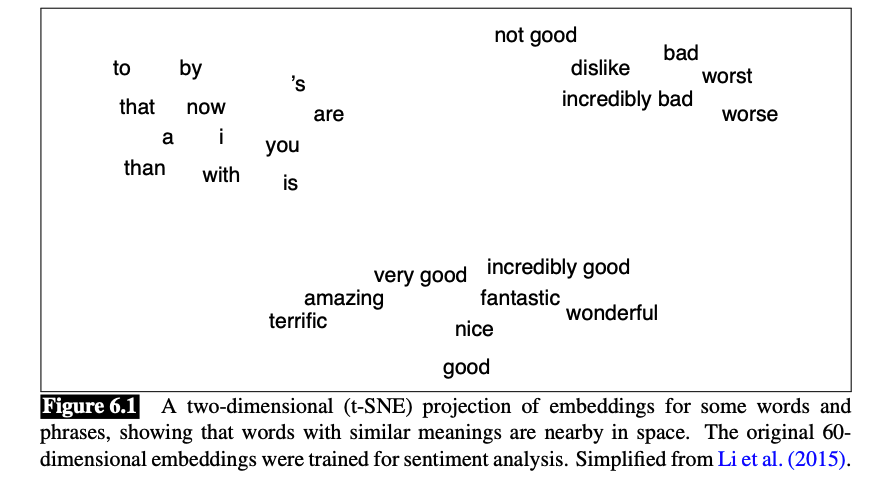 not good
bad
to by dislike
's worst
that now are incredibly bad worse
a i you
than with is
very good incredibly good
amazing fantastic
terrific nice wonderful
good
Figure 6.1 A two-dimensional (t-SNE) projection of embeddings for some words and
phrases, showing that words with similar meanings are nearby in space. The original 60-
dimensional embeddings were trained for sentiment analysis. Simplified from Li et al. (2015).